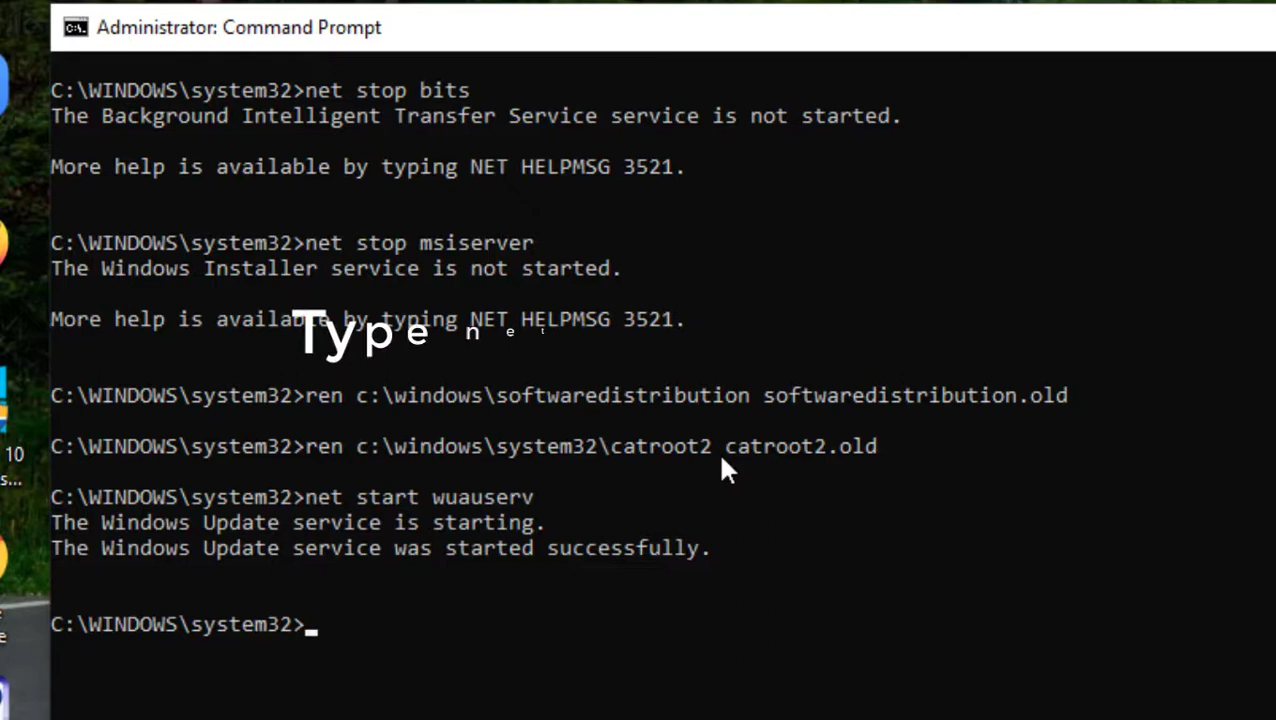 Administrator: Command Prompt
C:\WINDOWS\system32>net stop bits
The Background Intelligent Transfer Service service is not started.
More help is available by typing NET HELPMSG 3521.
C:\WINDOWS\system32>net stop msiserver
The Windows Installer service is not started.
More help is available by typing NET HELPMSG 3521.
Type net
C:\WINDOWS\system32>ren c:\windows\softwaredistribution softwaredistribution.old
C:\WINDOWS\system32>ren c:\windows\system32\catroot2 catroot2.old
10
s...
C:\WINDOWS\system32>net start wuauserv
The Windows Update service is starting.
The Windows Update service was started successfully.
C:\WINDOWS\system32>